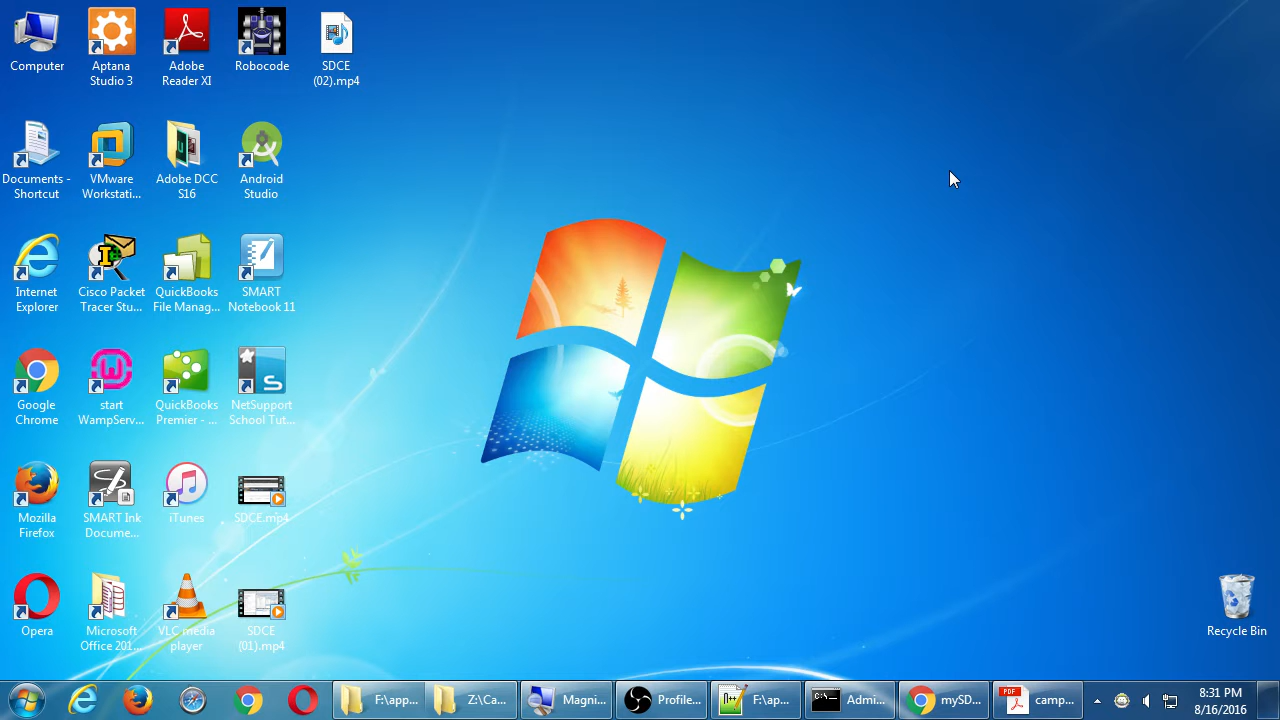 Computer
Aptana
Studio 3
Adobe
Reader XI
Robocode
SDCE
(02).mp4
Documents -
Shortcut
VMware
Workstati...
Adobe DCC
S16
Android
Studio
Internet
Explorer
Cisco Packet
Tracer Stu...
QuickBooks
File Manag...
SMART
Notebook 11
Google
Chrome
start
WampServ...
QuickBooks
Premier - ...
NetSupport
School Tut...
Mozilla
Firefox
SMART Ink
Docume...
iTunes
SDCE.mp4
Opera
Microsoft
Office 201...
VLC media
player
SDCE
(01).mp4
Recycle Bin
F:\app...
Z:\Ca...
Magni...
Profile...
F:\ap...
Admi...
mySD...
PDF
camp...
8:31 PM
8/16/2016